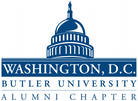 WASHINGTON, D.C.
BUTLER UNIVERSITY
ALUMNI CHAPTER